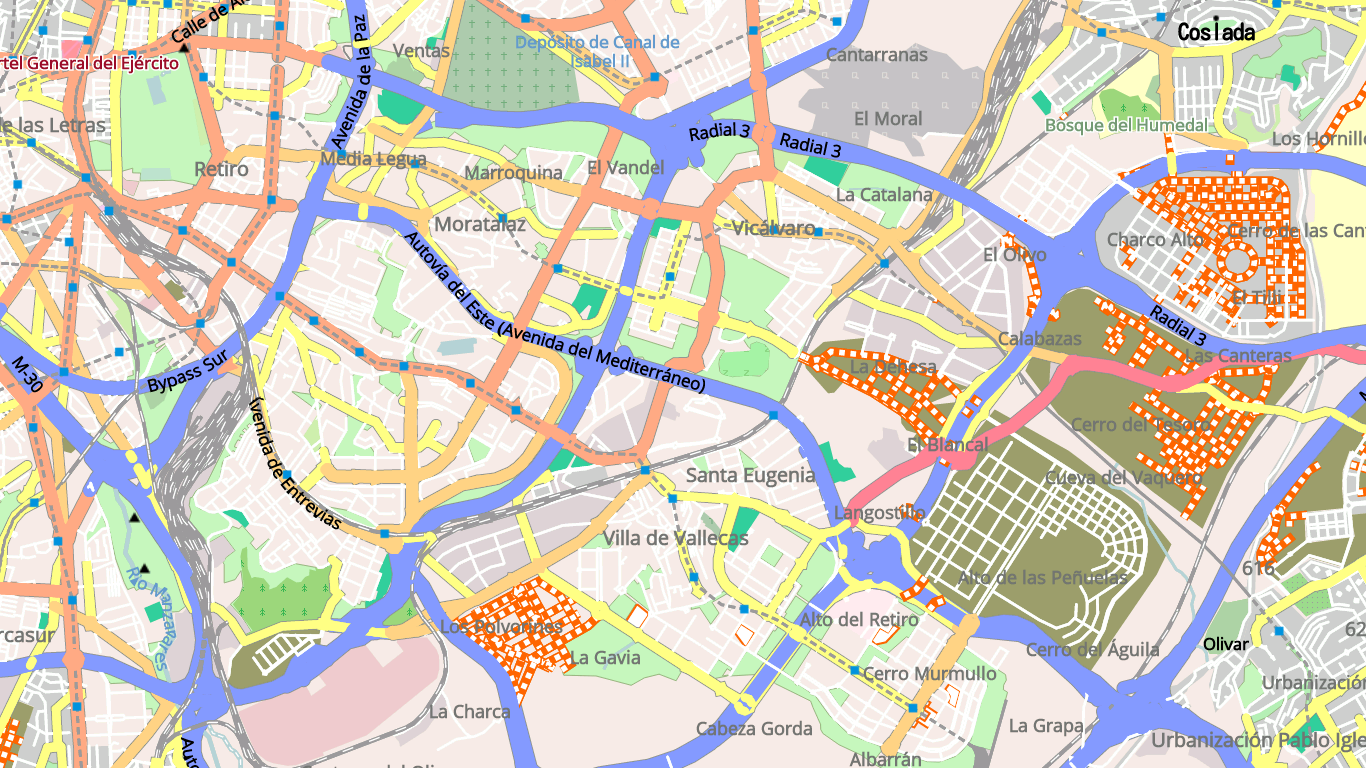 Calle de
Avenida de la Paz
Ventas
Depósito de Canal de
Isabel II
Cantarranas
Coslada
rtel General del Ejército
El Moral
Bosque del Humedal
e las Letras
Radial 3
Radial 3
Los Hornillo
Retiro
Media Legua
Marroquina
El Vandel
La Catalana
Moratalaz
Vicálvaro
Charco Alto
Cerro de las Can
El Olivo
Autovía del Este (Avenida del Mediterráneo)
El Tilli
Radial 3
Calabazas
Las Canteras
M-30
Bypass Sur
La Dehesa
Cerro del Tesoro
El Blancal
venida de Entrevías
Santa Eugenia
Cueva del Vaquero
Langostillo
Villa de Vallecas
616
Río Manzanares
Alto de las Peñuelas
Alto del Retiro
Los Polvorines
rcasur
62
Olivar
La Gavia
Cerro del Águila
Cerro Murmullo
Urbanización
La Charca
Cabeza Gorda
La Grapa
Urbanización Pablo Igle
Auto
Albarrán